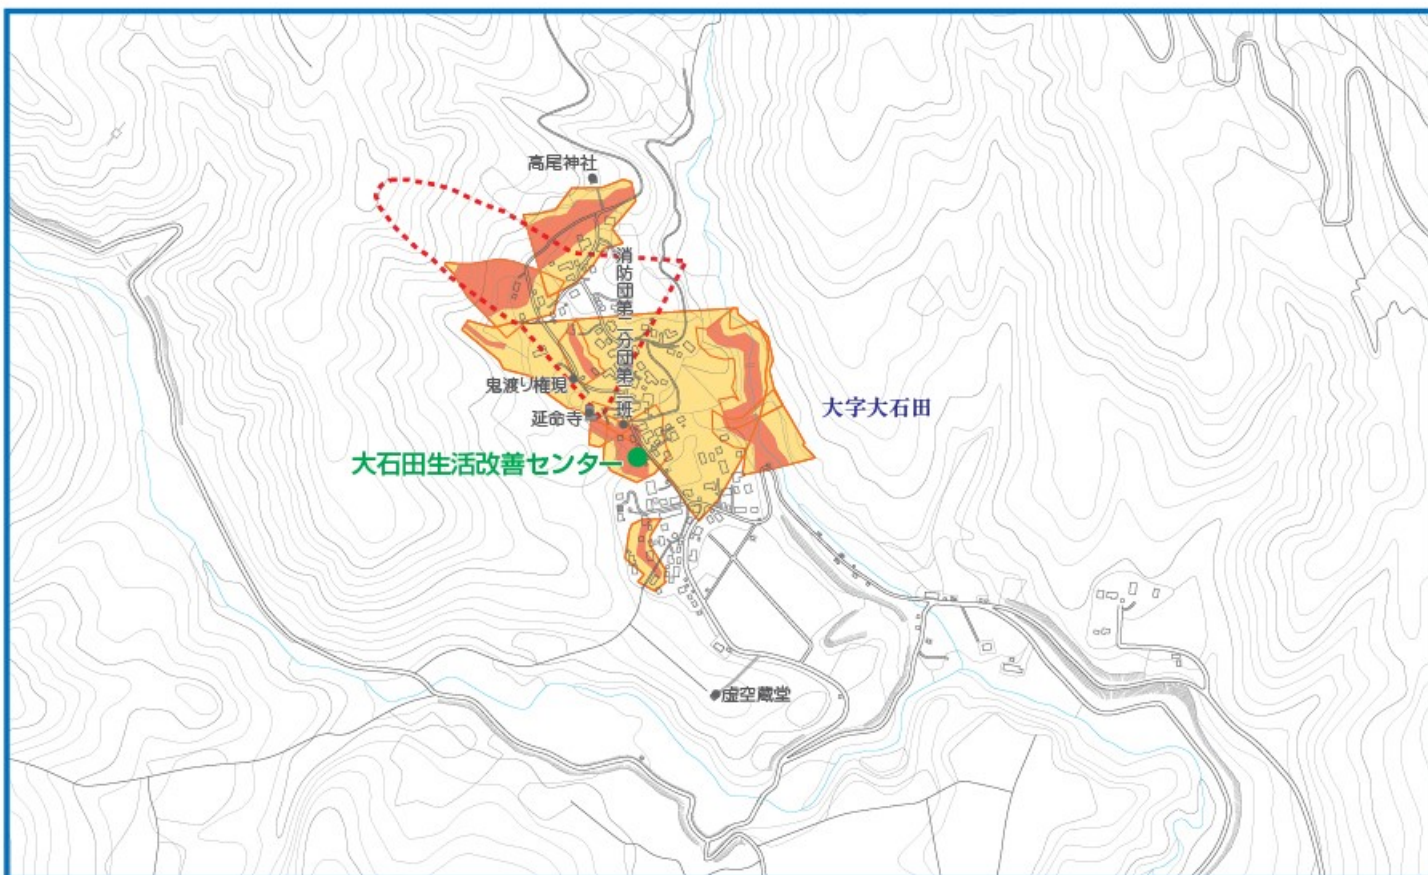 高尾神社
消防団第二分団第二班
鬼渡り権現
大字大石田
延命寺
大石田生活改善センター
虚空蔵堂